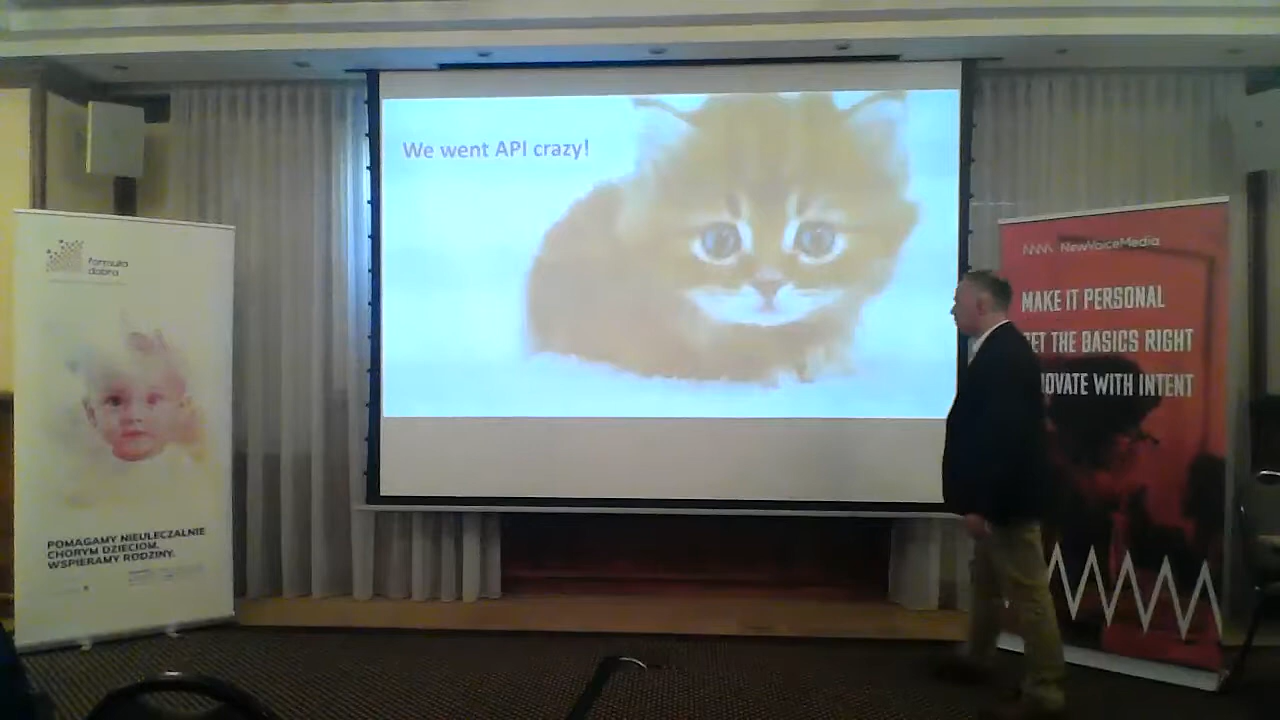 We went API crazy!
formuła
dobra
POMAGAMY NIEULECZALNIE
CHORYM DZIECIOM.
WSPIERAMY RODZINY.
NewVoiceMedia
MAKE IT PERSONAL
GET THE BASICS RIGHT
OVATE WITH INTENT